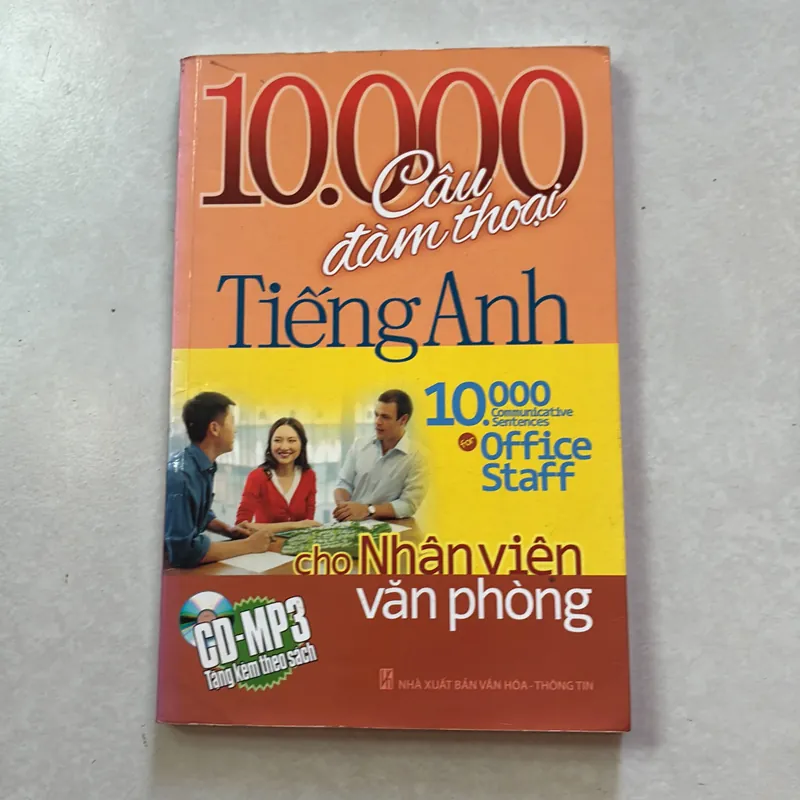 10.000
Câu
đàm thoại
Tiếng Anh
10.000
Communicative
Sentences
for Office
Staff
cho Nhân viên
văn phòng
CD-MP3
Tặng kèm theo sách
NHÀ XUẤT BẢN VĂN HÓA - THÔNG TIN